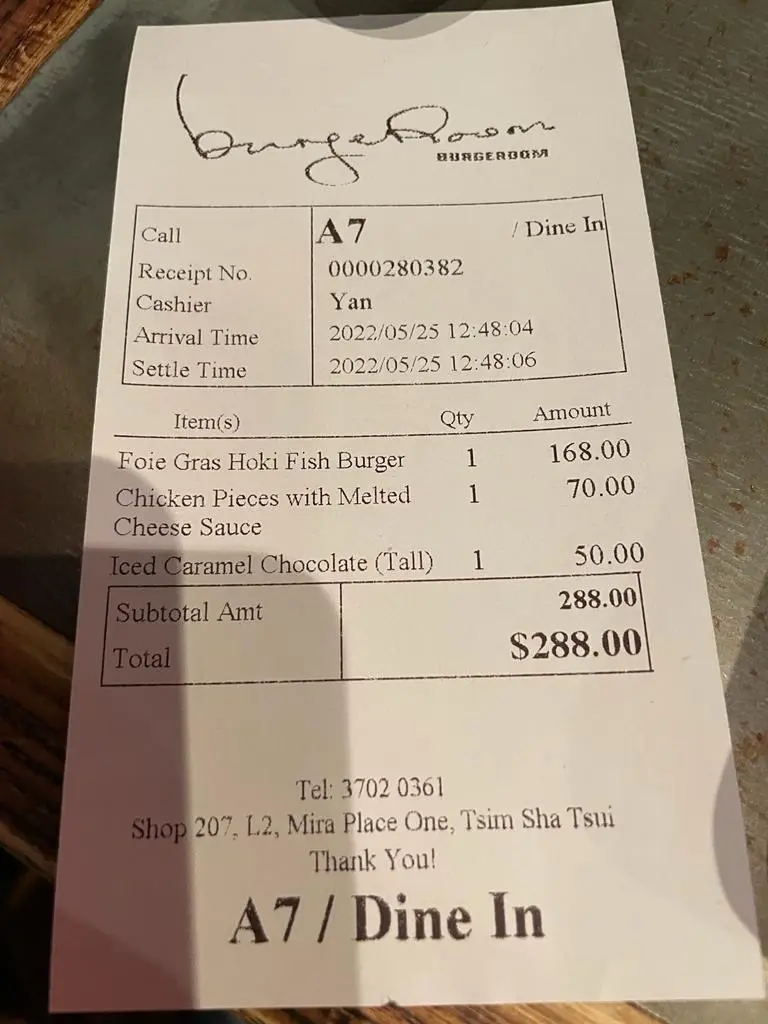 burgeRoom
BURGEROOM
Call A7 / Dine In
Receipt No. 0000280382
Cashier Yan
Arrival Time 2022/05/25 12:48:04
Settle Time 2022/05/25 12:48:06
Item(s) Qty Amount
Foie Gras Hoki Fish Burger 1 168.00
Chicken Pieces with Melted 1 70.00
Cheese Sauce
Iced Caramel Chocolate (Tall) 1 50.00
Subtotal Amt 288.00
Total $288.00
Tel: 3702 0361
Shop 207, L2, Mira Place One, Tsim Sha Tsui
Thank You!
A7 / Dine In